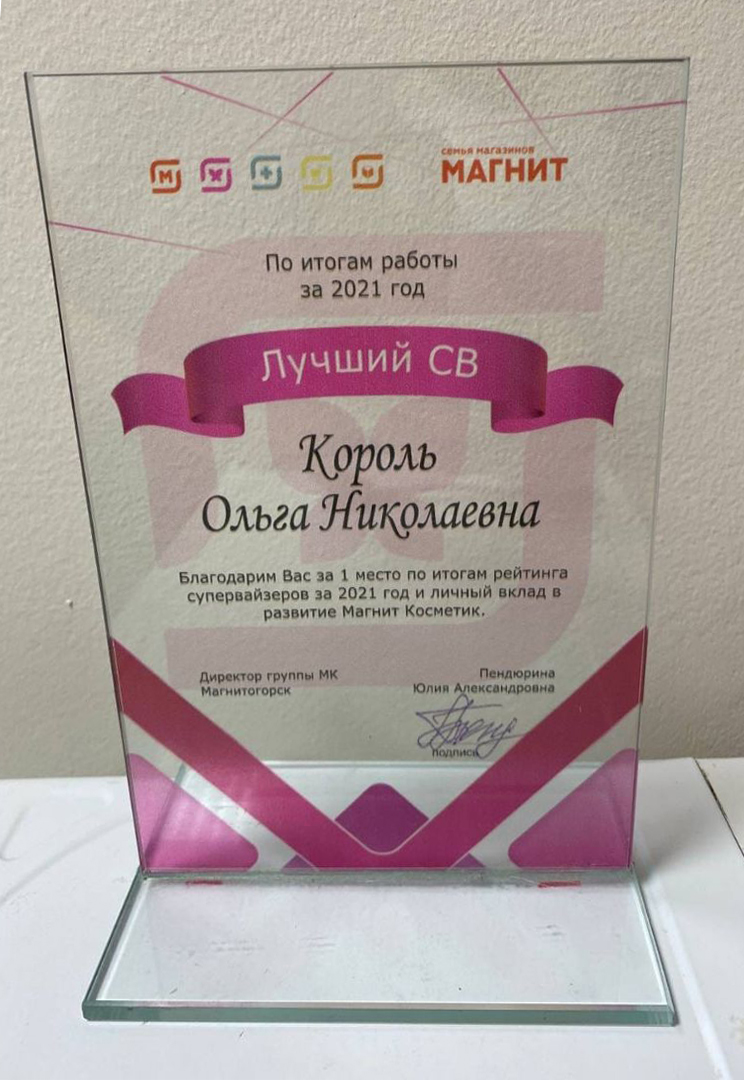 семья магазинов
МАГНИТ
По итогам работы
за 2021 год
Лучший СВ
Король
Ольга Николаевна
Благодарим Вас за 1 место по итогам рейтинга
супервайзеров за 2021 год и личный вклад в
развитие Магнит Косметик.
Директор группы МК
Магнитогорск
Пендюрина
Юлия Александровна
подпись